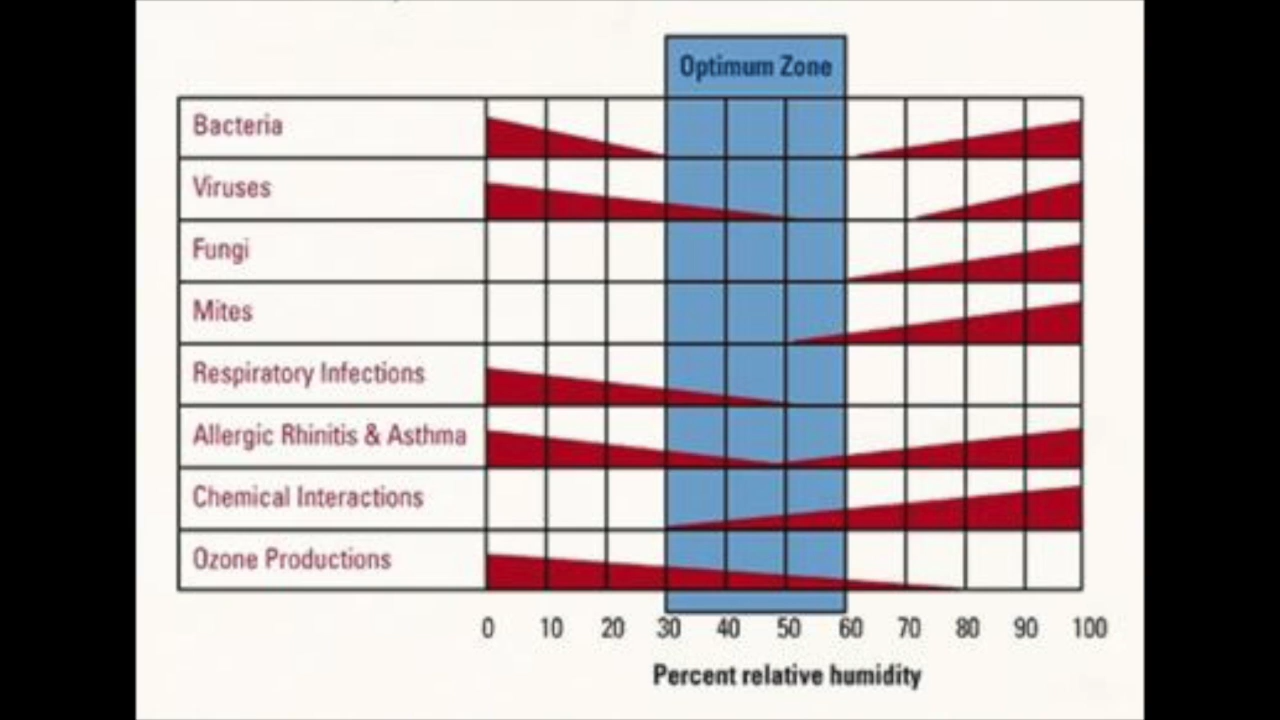 Optimum Zone
Bacteria
Viruses
Fungi
Mites
Respiratory Infections
Allergic Rhinitis & Asthma
Chemical Interactions
Ozone Productions
0 10 20 30 40 50 60 70 80 90 100
Percent relative humidity